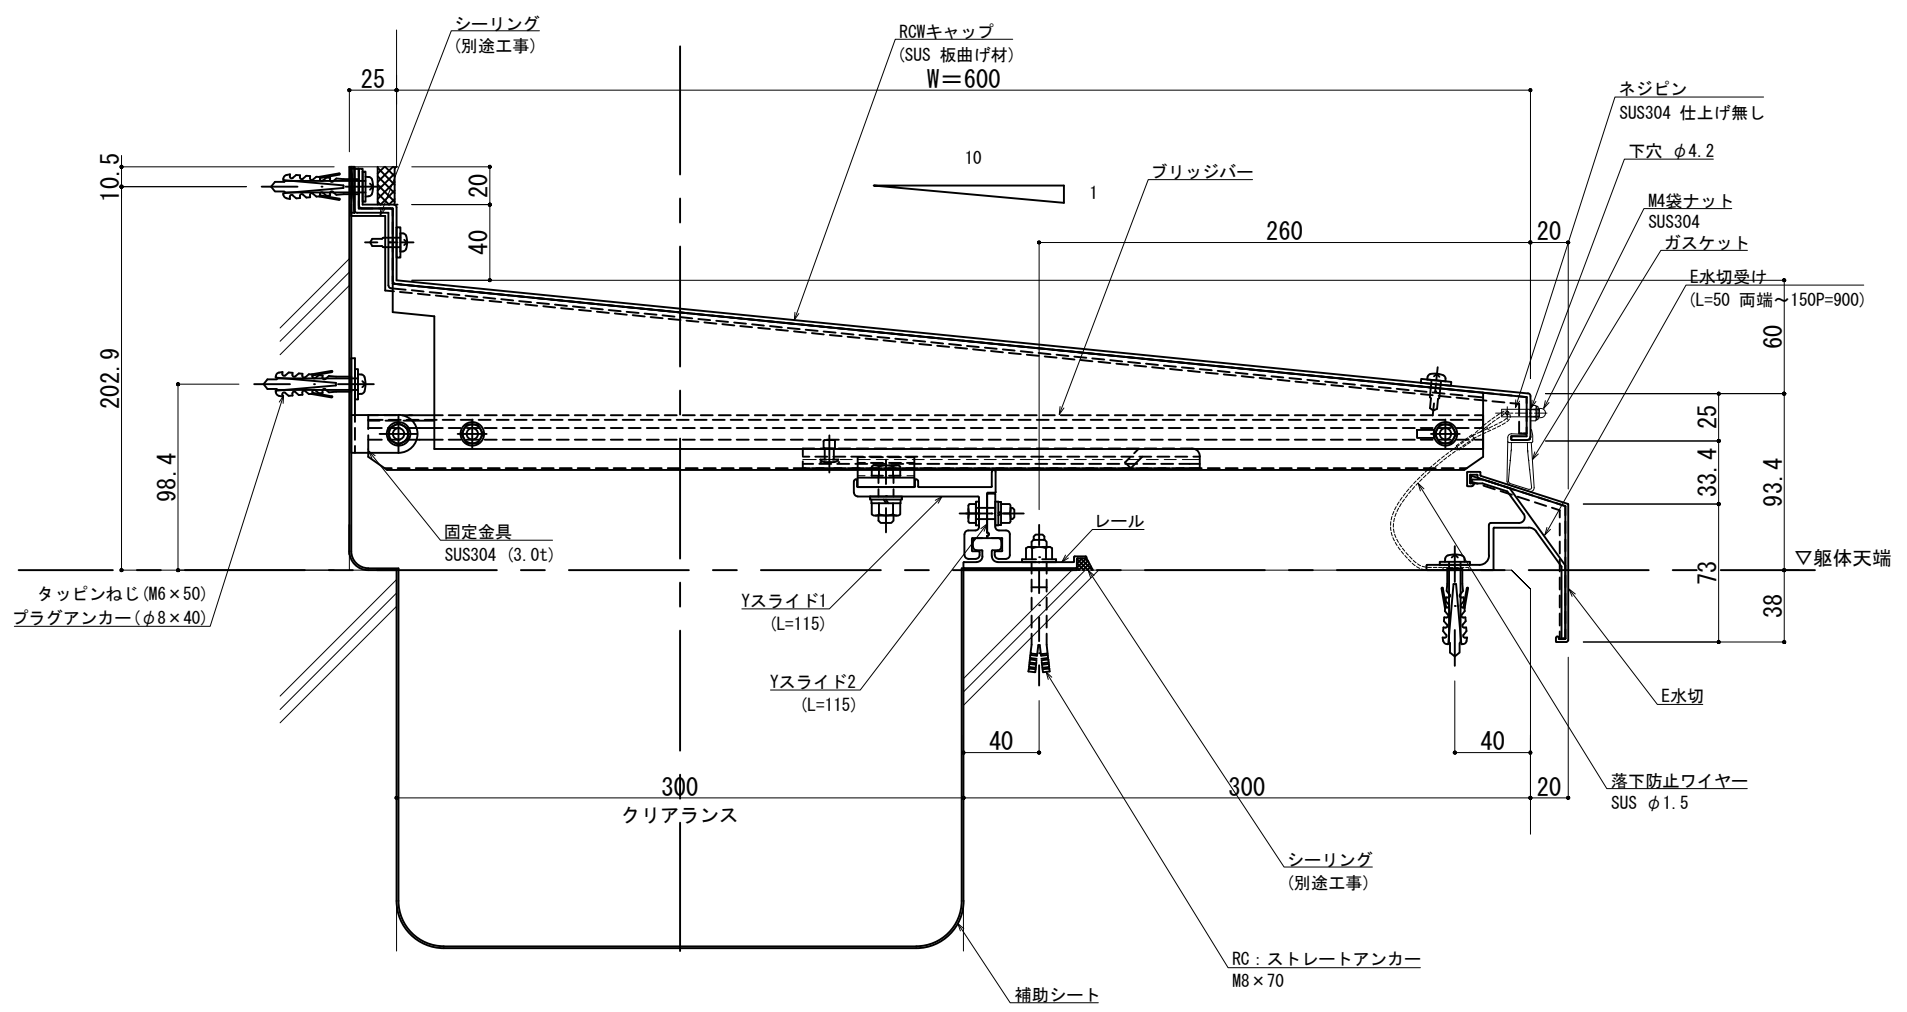 シーリング
(別途工事)
RCWキャップ
(SUS 板曲げ材)
25
W=600
ネジピン
SUS304 仕上げ無し
下穴 φ4.2
10
1
ブリッジバー
10.5
20
40
M4袋ナット
SUS304
ガスケット
260
20
E水切受け
(L=50 両端～150P=900)
60
202.9
98.4
25
33.4
93.4
73
38
固定金具
SUS304 (3.0t)
レール
▽躯体天端
タッピンねじ(M6×50)
プラグアンカー(φ8×40)
Yスライド1
(L=115)
Yスライド2
(L=115)
E水切
40
40
300
クリアランス
300
20
落下防止ワイヤー
SUS φ1.5
シーリング
(別途工事)
RC：ストレートアンカー
M8×70
補助シート